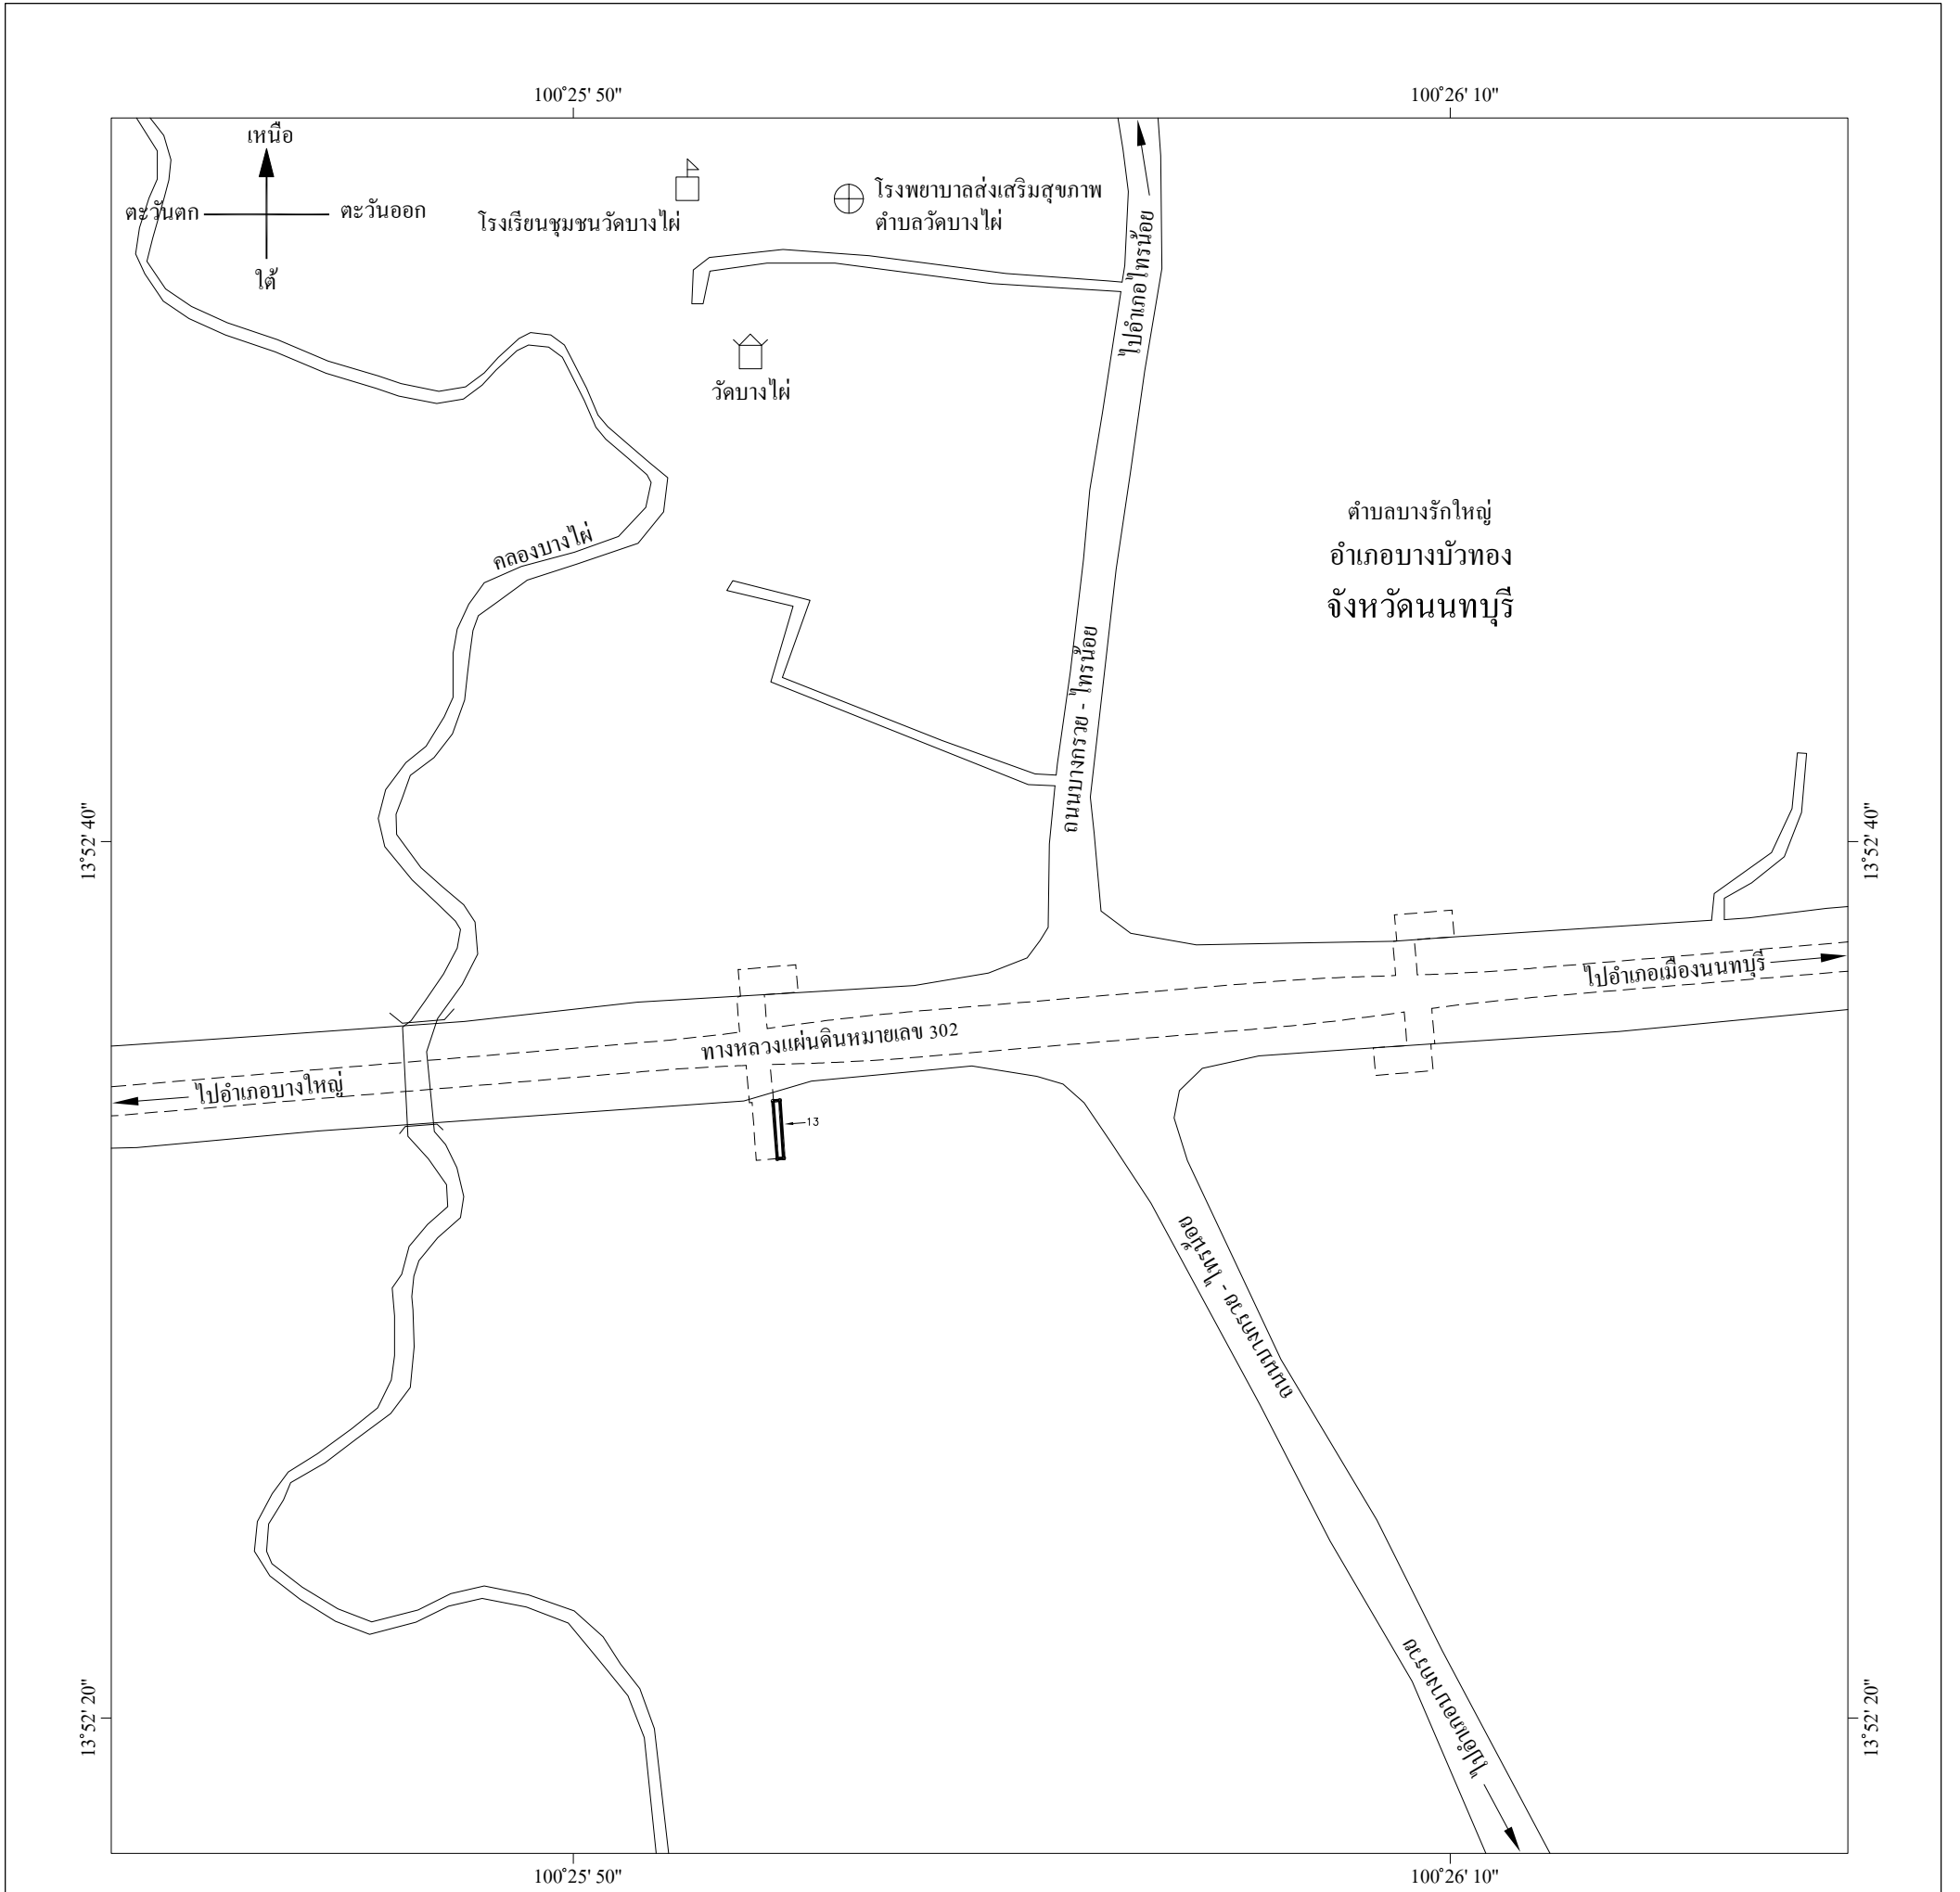 100°25' 50"
100°26' 10"
เหนือ
ตะวันตก
ตะวันออก
ใต้
โรงเรียนชุมชนวัดบางไผ่
โรงพยาบาลส่งเสริมสุขภาพ
ตำบลวัดบางไผ่
ไปอำเภอไทรน้อย
วัดบางไผ่
คลองบางไผ่
ตำบลบางรักใหญ่
อำเภอบางบัวทอง
จังหวัดนนทบุรี
ถนนบางกรวย - ไทรน้อย
13°52' 40"
13°52' 40"
ไปอำเภอเมืองนนทบุรี
ทางหลวงแผ่นดินหมายเลข 302
ไปอำเภอบางใหญ่
13
ถนนบางกรวย - ไทรน้อย
ไปอำเภอบางกรวย
13°52' 20"
13°52' 20"
100°25' 50"
100°26' 10"